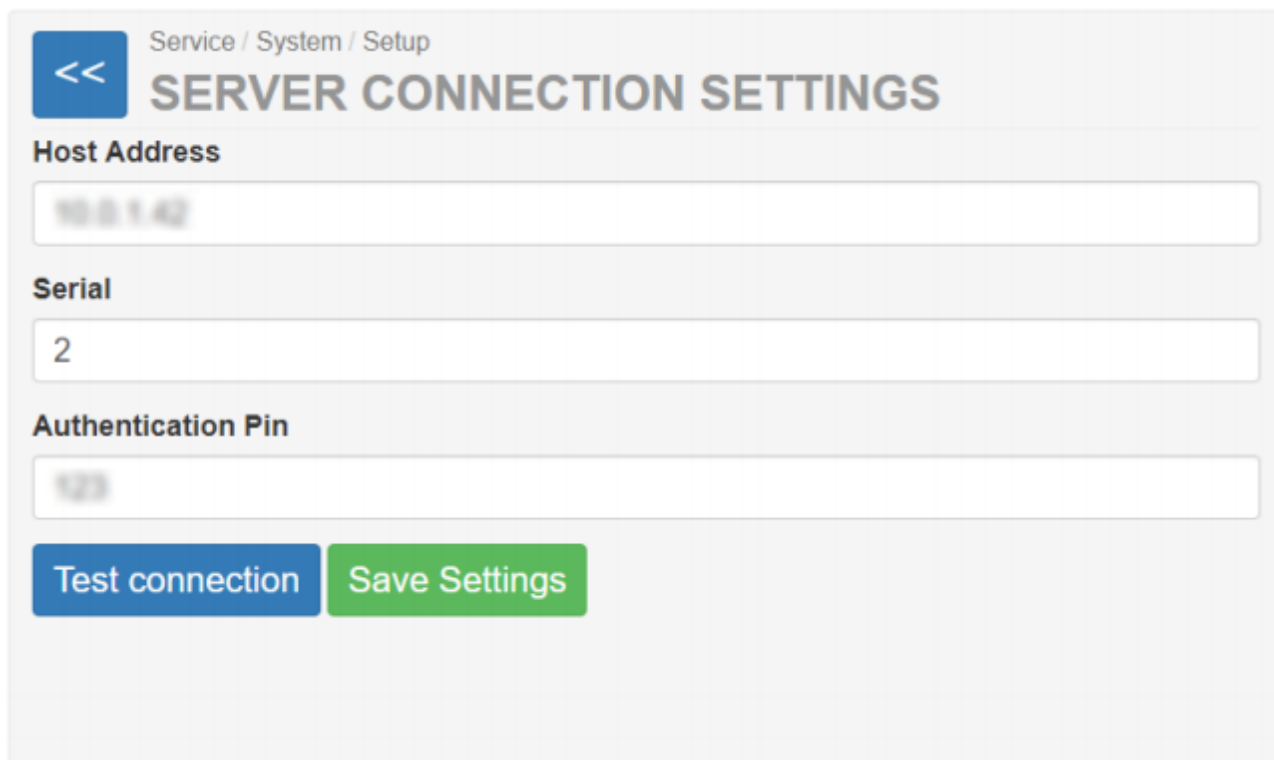 <<
Service / System / Setup
SERVER CONNECTION SETTINGS
Host Address
Serial
2
Authentication Pin
Test connection
Save Settings